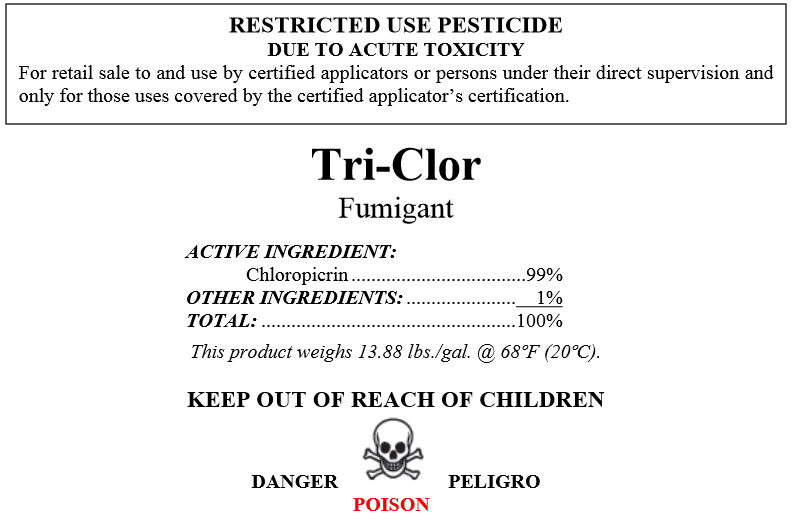 RESTRICTED USE PESTICIDE
DUE TO ACUTE TOXICITY
For retail sale to and use by certified applicators or persons under their direct supervision and
only for those uses covered by the certified applicator's certification.
Tri-Clor
Fumigant
ACTIVE INGREDIENT:
Chloropicrin...................................99%
OTHER INGREDIENTS:...................... 1%
TOTAL: ...................................................100%
This product weighs 13.88 lbs./gal. @ 68°F (20°C).
KEEP OUT OF REACH OF CHILDREN
DANGER PELIGRO
POISON